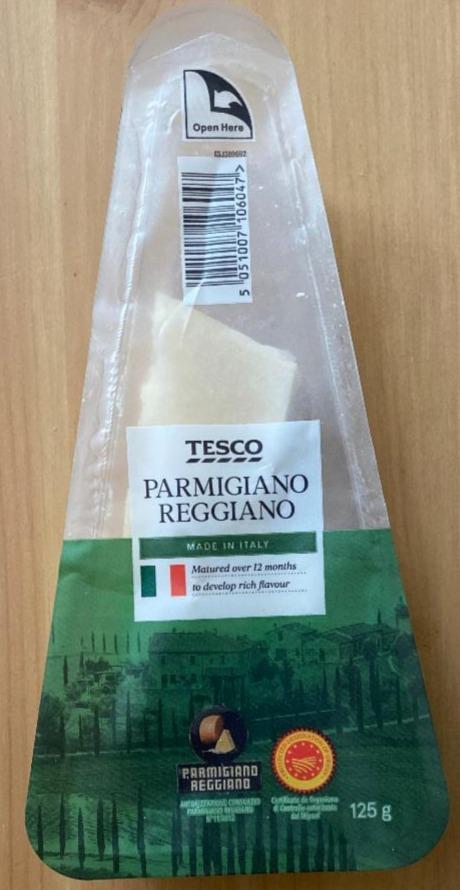 Open Here
5 051007 106047 >
TESCO
PARMIGIANO
REGGIANO
MADE IN ITALY
Matured over 12 months
to develop rich flavour
PARMIGIANO
REGGIANO
125 g